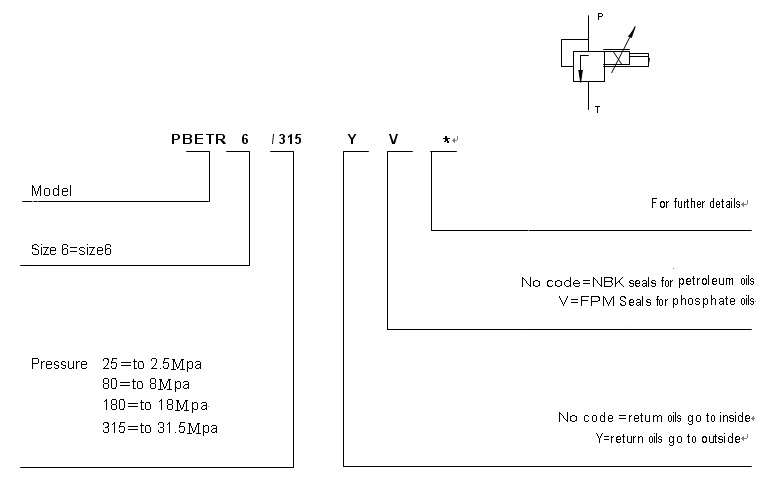 P
T
PBETR 6 /315 Y V *
Model
For further details
Size 6=size6
No code=NBK seals for petroleum oils
V=FPM Seals for phosphate oils
Pressure 25=to 2.5Mpa
80=to 8Mpa
180=to 18Mpa
315=to 31.5Mpa
No code =retum oils go to inside
Y=return oils go to outside